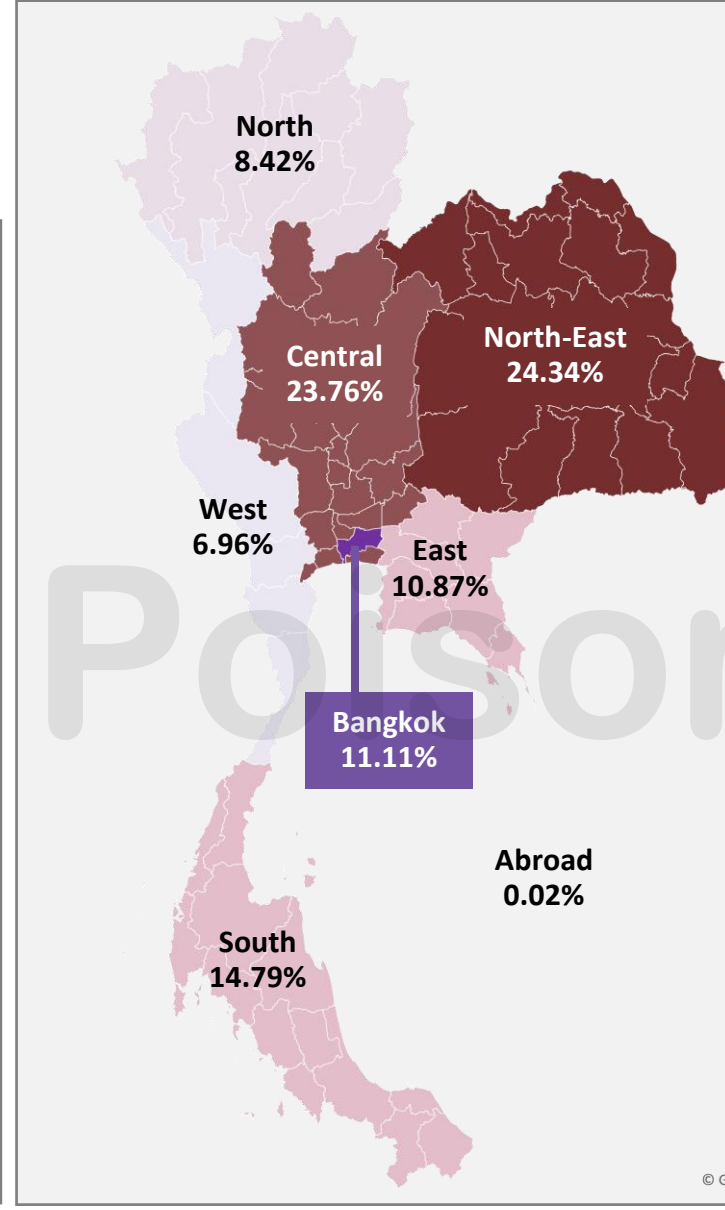 North
8.42%
North-East
24.34%
Central
23.76%
West
6.96%
East
10.87%
Poison
Bangkok
11.11%
Abroad
0.02%
South
14.79%
© G